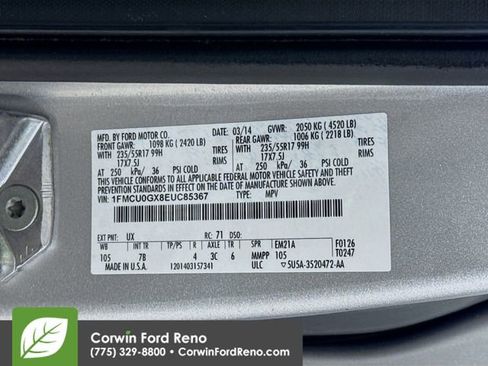 MFD. BY FORD MOTOR CO.
03/14 GVWR: 2050 KG ( 4520 LB)
FRONT GAWR: 1098 KG ( 2420 LB) REAR GAWR: 1006 KG ( 2218 LB)
WITH 235/55R17 99H TIRES WITH 235/55R17 99H TIRES
17X7.5J RIMS 17X7.5J RIMS
AT 250 kPa/ 36 PSI COLD AT 250 kPa/ 36 PSI COLD
THIS VEHICLE CONFORMS TO ALL APPLICABLE FEDERAL MOTOR VEHICLE SAFETY AND THEFT PREVENTION STANDARDS IN EFFECT ON THE DATE OF MANUFACTURE SHOWN ABOVE.
VIN: 1FMCU0GX8EUC85367 TYPE: MPV
EXT PNT: UX RC: 71 DSO:
WB INT TR TP/PS R AXLE TR SPR EM21A F0126
105 7B 4 3C 6 MMPP 105 T0247
MADE IN U.S.A. 1201403157341 ULC SU5A-3520472-AA
Corwin Ford Reno
(775) 329-8800 • CorwinFordReno.com